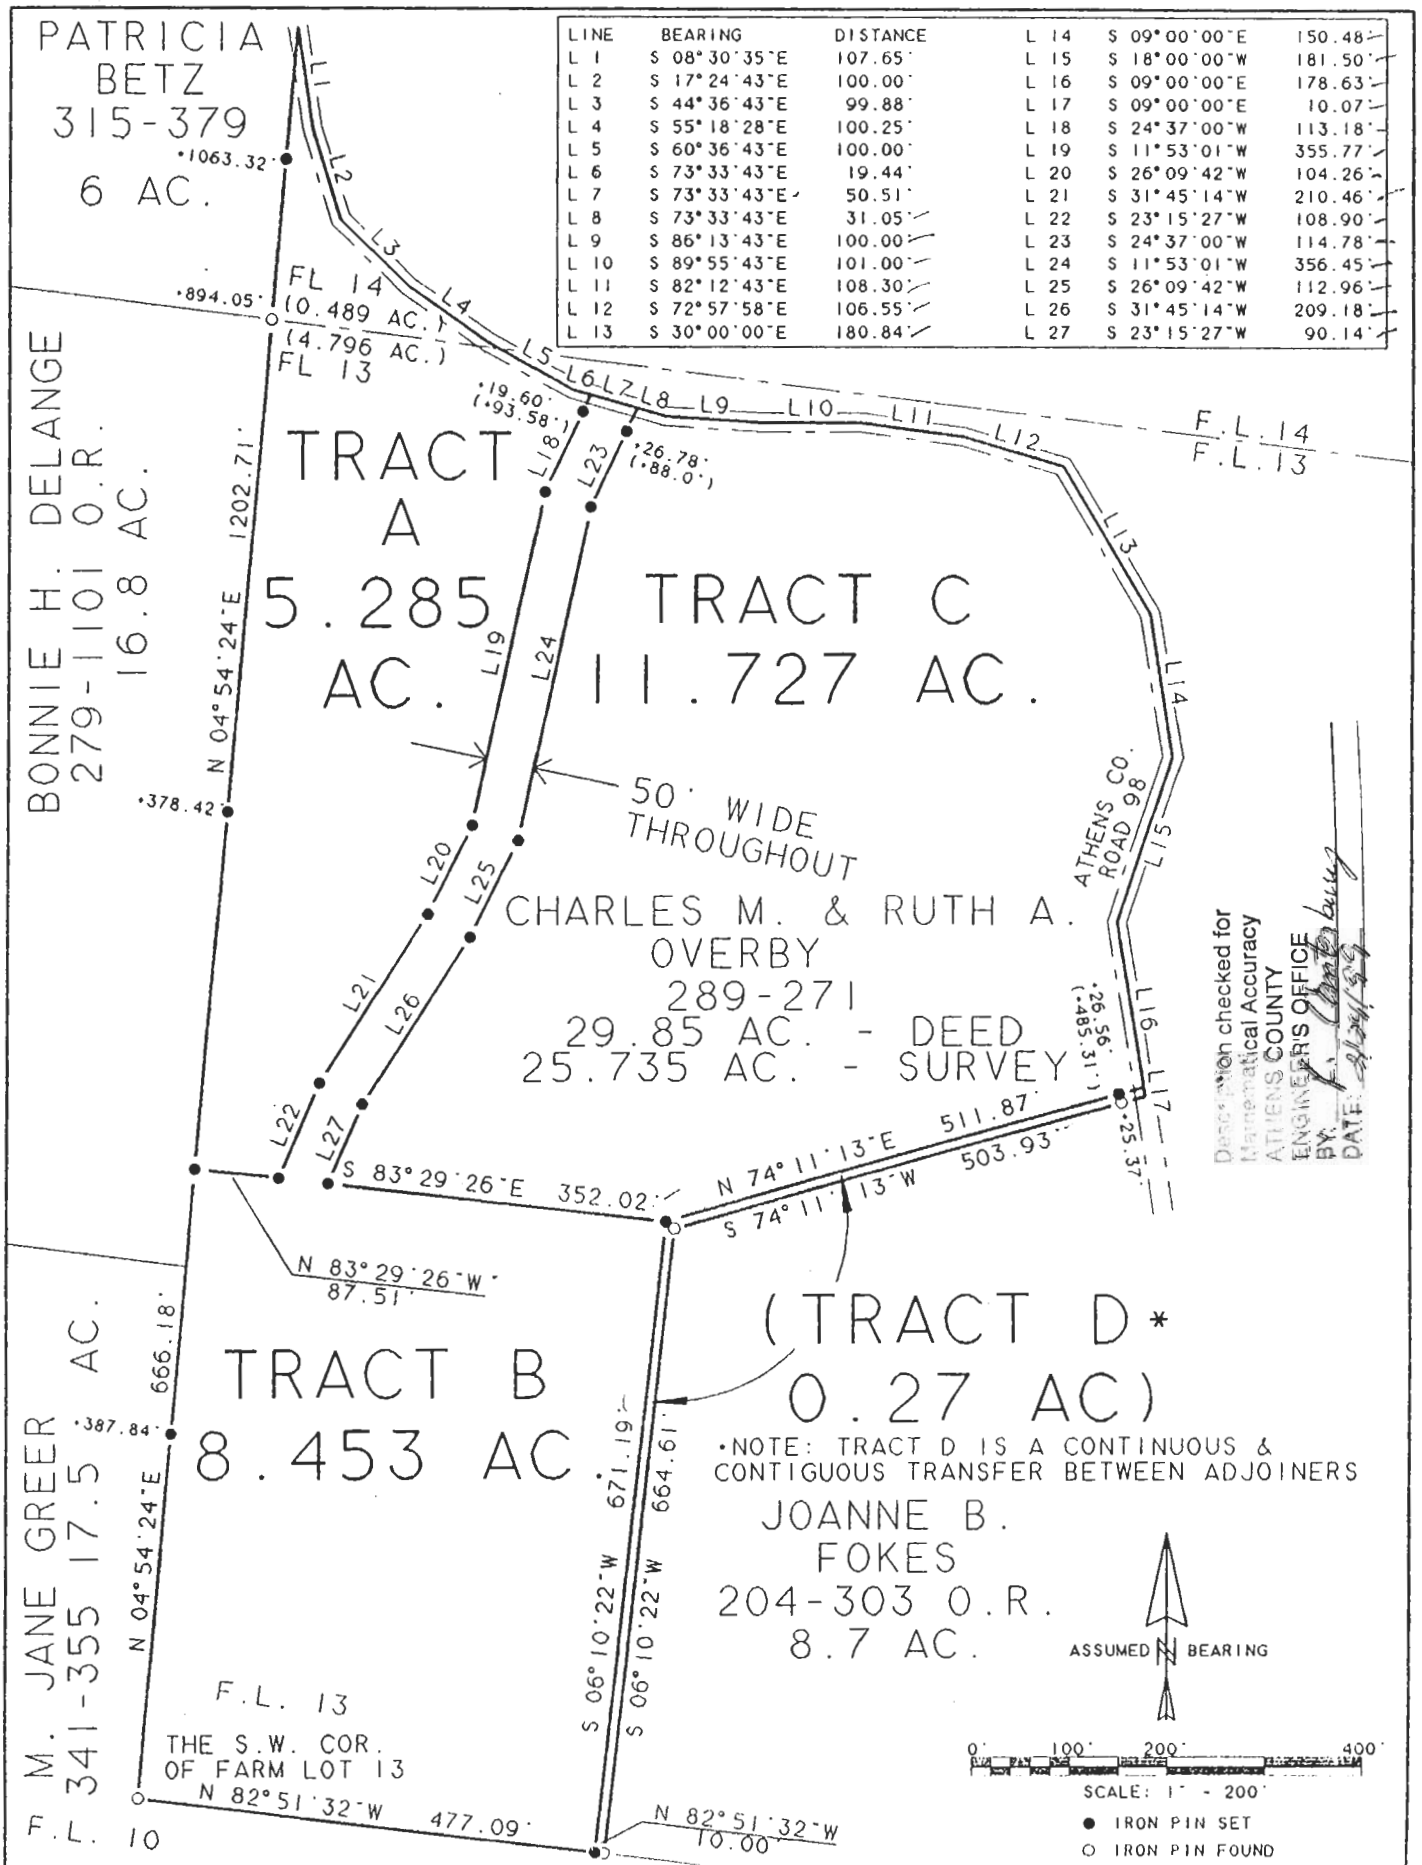 PATRICIA
BETZ
315-379
6 AC.
LINE BEARING DISTANCE
L 1 S 08°30'35"E 107.65'
L 2 S 17°24'43"E 100.00'
L 3 S 44°36'43"E 99.88'
L 4 S 55°18'28"E 100.25'
L 5 S 60°36'43"E 100.00'
L 6 S 73°33'43"E 19.44'
L 7 S 73°33'43"E 50.51'
L 8 S 73°33'43"E 31.05'
L 9 S 86°13'43"E 100.00'
L 10 S 89°55'43"E 101.00'
L 11 S 82°12'43"E 108.30'
L 12 S 72°57'58"E 106.55'
L 13 S 30°00'00"E 180.84'
L 14 S 09°00'00"E 150.48'
L 15 S 18°00'00"W 181.50'
L 16 S 09°00'00"E 178.63'
L 17 S 09°00'00"E 10.07'
L 18 S 24°37'00"W 113.18'
L 19 S 11°53'01"W 355.77'
L 20 S 26°09'42"W 104.26'
L 21 S 31°45'14"W 210.46'
L 22 S 23°15'27"W 108.90'
L 23 S 24°37'00"W 114.78'
L 24 S 11°53'01"W 356.45'
L 25 S 26°09'42"W 112.96'
L 26 S 31°45'14"W 209.18'
L 27 S 23°15'27"W 90.14'
L1
L2
L3
L4
L5
L6
L7
L8
L9
L10
L11
L12
L13
L14
L15
L16
L17
+1063.32'
+894.05'
FL 14
(0.489 AC.)
(4.796 AC.)
FL 13
F.L. 14
F.L. 13
+19.60'
(+93.58')
+26.78'
(+88.0')
BONNIE H. DELANGE
279-1101 O.R.
16.8 AC.
N 04°54'24"E 1202.71'
+378.42'
TRACT
A
5.285
AC.
TRACT C
11.727 AC.
L18
L19
L20
L21
L22
L23
L24
L25
L26
L27
50' WIDE
THROUGHOUT
CHARLES M. & RUTH A.
OVERBY
289-271
29.85 AC. - DEED
25.735 AC. - SURVEY
ATHENS CO.
ROAD 98
+26.56'
(+485.31')
+25.37'
Description checked for
Mathematical Accuracy
ATHENS COUNTY
ENGINEER'S OFFICE
BY:
DATE:
N 74°11'13"E 511.87'
S 74°11'13"W 503.93'
S 83°29'26"E 352.02'
N 83°29'26"W
87.51'
M. JANE GREER
341-355 17.5 AC.
666.18'
+387.84'
N 04°54'24"E
TRACT B
8.453 AC.
S 06°10'22"W 671.19'
S 06°10'22"W 664.61'
(TRACT D*
0.27 AC)
*NOTE: TRACT D IS A CONTINUOUS &
CONTIGUOUS TRANSFER BETWEEN ADJOINERS
JOANNE B.
FOKES
204-303 O.R.
8.7 AC.
ASSUMED N BEARING
F.L. 13
THE S.W. COR.
OF FARM LOT 13
N 82°51'32"W 477.09'
N 82°51'32"W
10.00'
F.L. 10
0' 100' 200' 400'
SCALE: 1" - 200'
● IRON PIN SET
○ IRON PIN FOUND